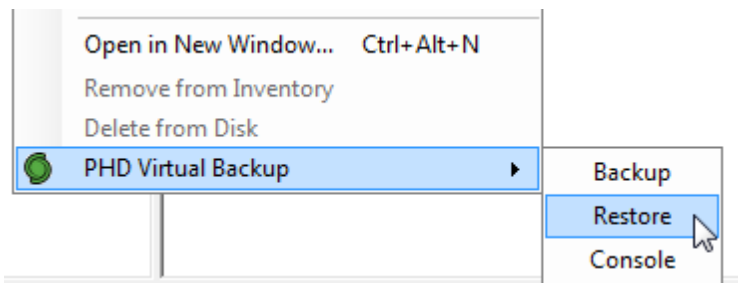 Open in New Window... Ctrl+Alt+N
Remove from Inventory
Delete from Disk
PHD Virtual Backup
Backup
Restore
Console